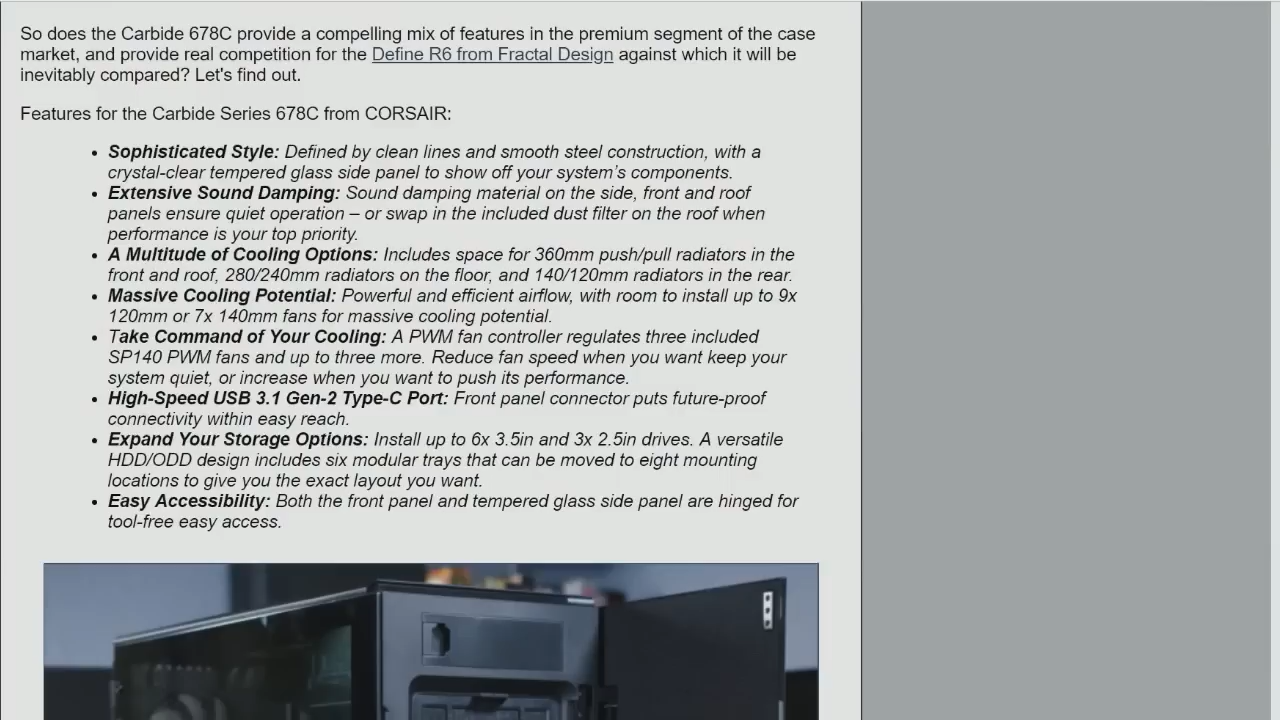 So does the Carbide 678C provide a compelling mix of features in the premium segment of the case
market, and provide real competition for the Define R6 from Fractal Design against which it will be
inevitably compared? Let's find out.
Features for the Carbide Series 678C from CORSAIR:
• Sophisticated Style: Defined by clean lines and smooth steel construction, with a
crystal-clear tempered glass side panel to show off your system’s components.
• Extensive Sound Damping: Sound damping material on the side, front and roof
panels ensure quiet operation – or swap in the included dust filter on the roof when
performance is your top priority.
• A Multitude of Cooling Options: Includes space for 360mm push/pull radiators in the
front and roof, 280/240mm radiators on the floor, and 140/120mm radiators in the rear.
• Massive Cooling Potential: Powerful and efficient airflow, with room to install up to 9x
120mm or 7x 140mm fans for massive cooling potential.
• Take Command of Your Cooling: A PWM fan controller regulates three included
SP140 PWM fans and up to three more. Reduce fan speed when you want keep your
system quiet, or increase when you want to push its performance.
• High-Speed USB 3.1 Gen-2 Type-C Port: Front panel connector puts future-proof
connectivity within easy reach.
• Expand Your Storage Options: Install up to 6x 3.5in and 3x 2.5in drives. A versatile
HDD/ODD design includes six modular trays that can be moved to eight mounting
locations to give you the exact layout you want.
• Easy Accessibility: Both the front panel and tempered glass side panel are hinged for
tool-free easy access.